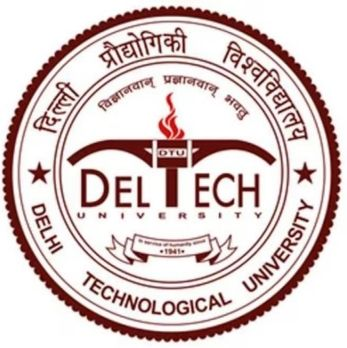 दिल्ली प्रौद्योगिकी विश्वविद्यालय
विज्ञानवान् प्रज्ञानवान् भवतु
DTU
DELTECH
UNIVERSITY
In service of humanity since
•1941•
★ DELHI TECHNOLOGICAL UNIVERSITY ★